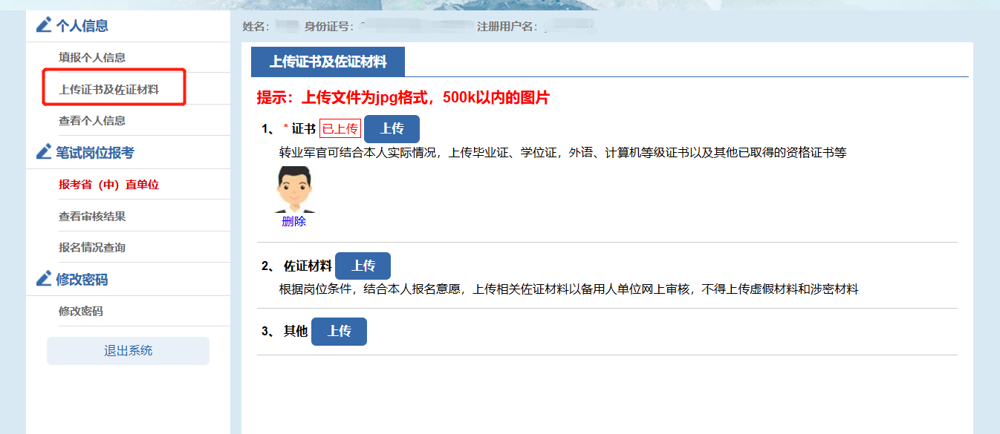 个人信息
填报个人信息
上传证书及佐证材料
查看个人信息
笔试岗位报考
报考省（中）直单位
查看审核结果
报名情况查询
修改密码
修改密码
退出系统
姓名： 身份证号： 注册用户名：
上传证书及佐证材料
提示：上传文件为jpg格式，500k以内的图片
1、 * 证书 已上传 上传
转业军官可结合本人实际情况，上传毕业证、学位证，外语、计算机等级证书以及其他已取得的资格证书等
删除
2、 佐证材料 上传
根据岗位条件，结合本人报名意愿，上传相关佐证材料以备用人单位网上审核，不得上传虚假材料和涉密材料
3、 其他 上传